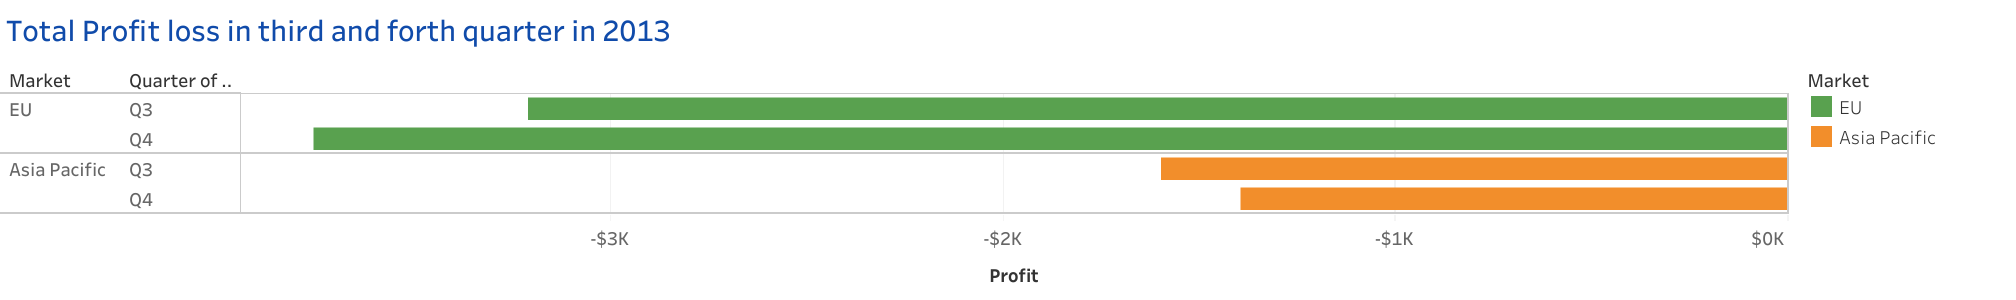 Total Profit loss in third and forth quarter in 2013
Market Quarter of ..
EU Q3
Q4
Asia Pacific Q3
Q4
-$3K -$2K -$1K $0K
Profit
Market
EU
Asia Pacific